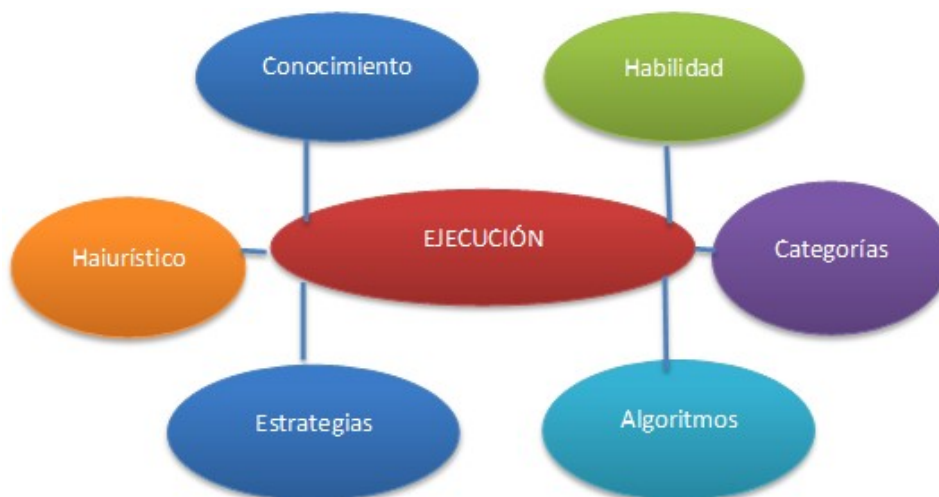 Conocimiento
Habilidad
Haiurístico
EJECUCIÓN
Categorías
Estrategias
Algoritmos